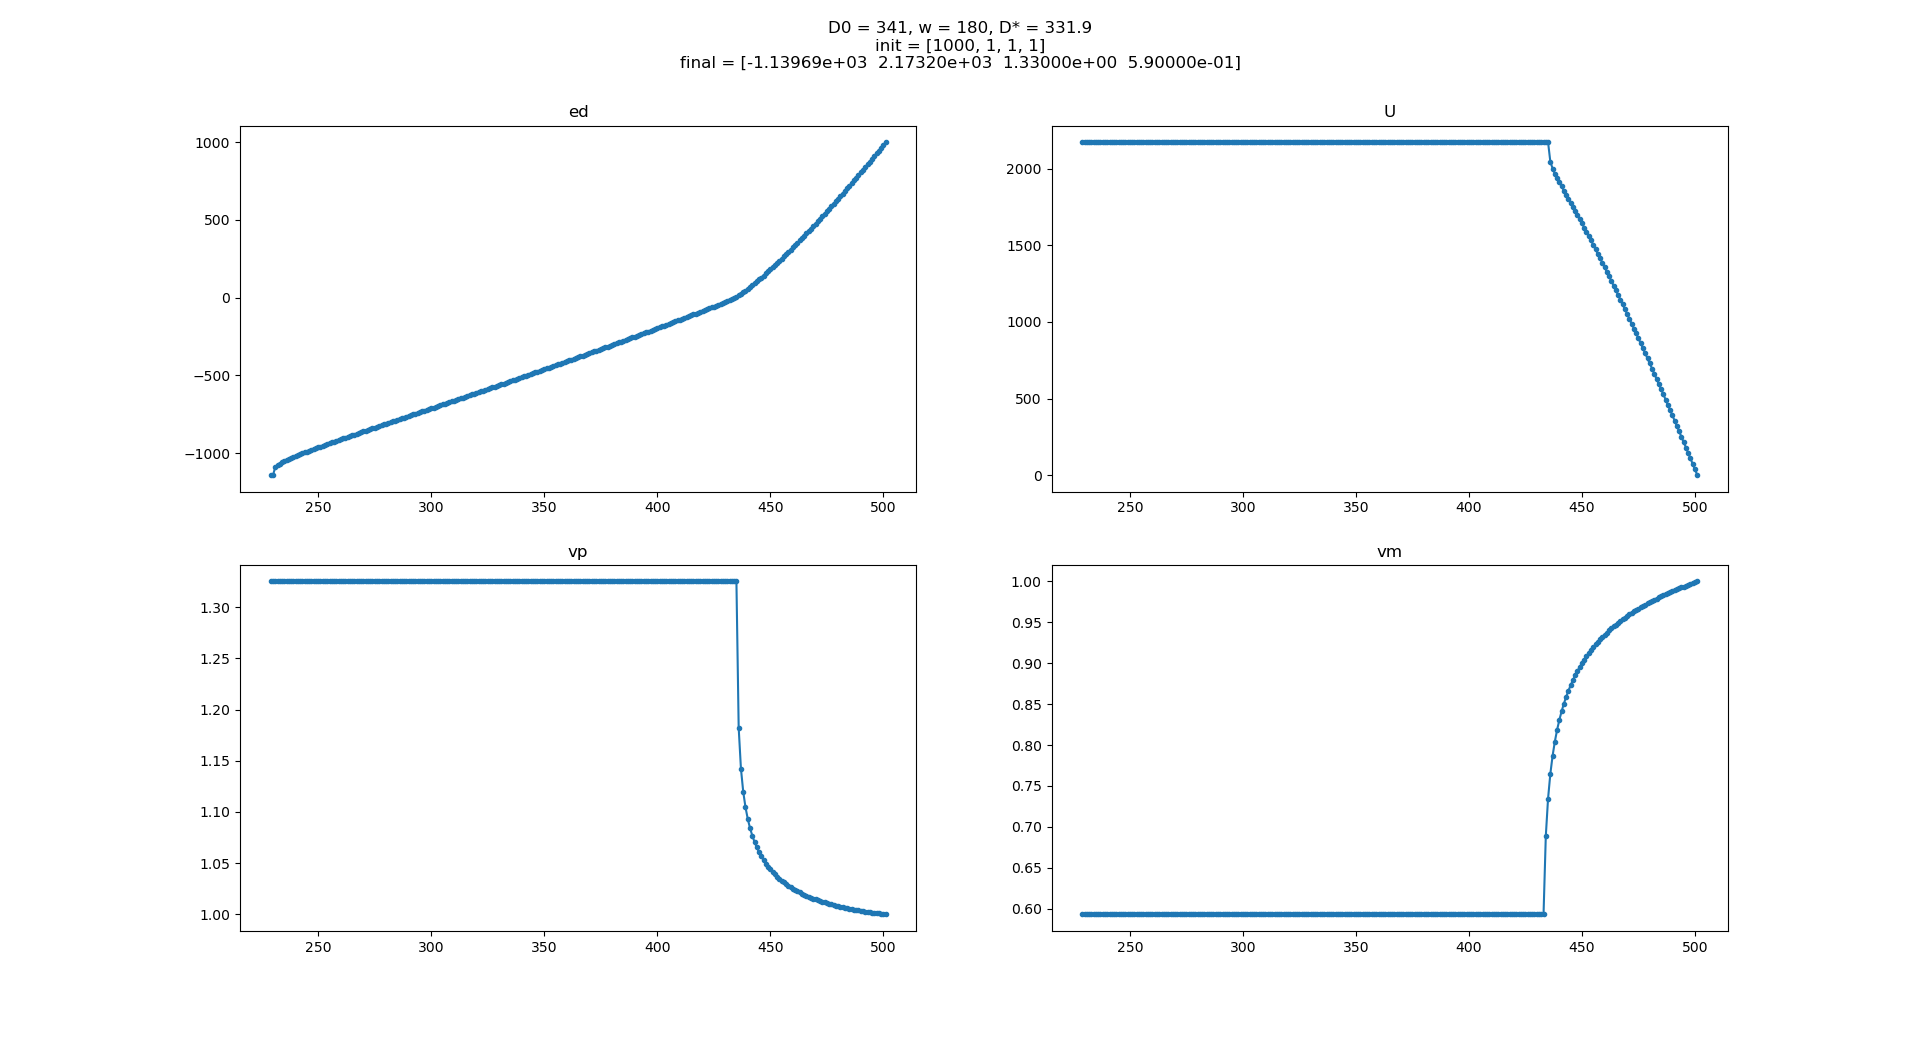 D0 = 341, w = 180, D* = 331.9
init = [1000, 1, 1, 1]
final = [-1.13969e+03  2.17320e+03  1.33000e+00  5.90000e-01]
ed
1000
500
0
−500
−1000
250 300 350 400 450 500
U
2000
1500
1000
500
0
250 300 350 400 450 500
vp
1.30
1.25
1.20
1.15
1.10
1.05
1.00
250 300 350 400 450 500
vm
1.00
0.95
0.90
0.85
0.80
0.75
0.70
0.65
0.60
250 300 350 400 450 500